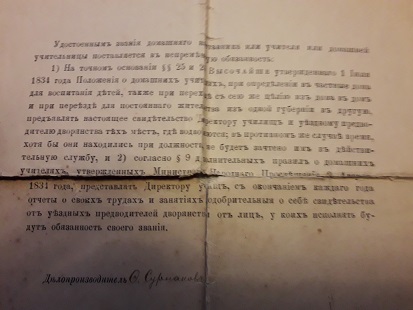 Удостоеннымъ званія домашняго наставника или учителя или домашней
учительницы поставляется въ непремѣнную обязанность:
1) На точномъ основаніи §§ 25 и 2 ВЫСОЧАЙШЕ утвержденнаго 1 Іюля
1834 года Положенія о домашнихъ учителяхъ, при опредѣленіи въ частные дома
для воспитанія дѣтей, также при переходѣ съ сею же цѣлію изъ дома въ домъ
и при переѣздѣ для постояннаго жительства изъ одной губерніи въ другую,
предъявлять настоящее свидѣтельство Директору училищъ и уѣздному предво-
дителю дворянства тѣхъ мѣстъ, гдѣ водворяются; въ противномъ же случаѣ время,
хотя бы они находились при должности, не будетъ зачтено имъ въ дѣйстви-
тельную службу, и 2) согласно § 9 дополнительныхъ правилъ о домашнихъ
учителяхъ, утвержденныхъ Министромъ Народнаго Просвѣщенія
1834 года, представлять Директору училищъ, съ окончаніемъ каждаго года
отчеты о своихъ трудахъ и занятіяхъ одобрительныя о себѣ свидѣтельства
отъ уѣздныхъ предводителей дворянства отъ лицъ, у коихъ исполнять бу-
дутъ обязанность своего званія.
Дѣлопроизводитель